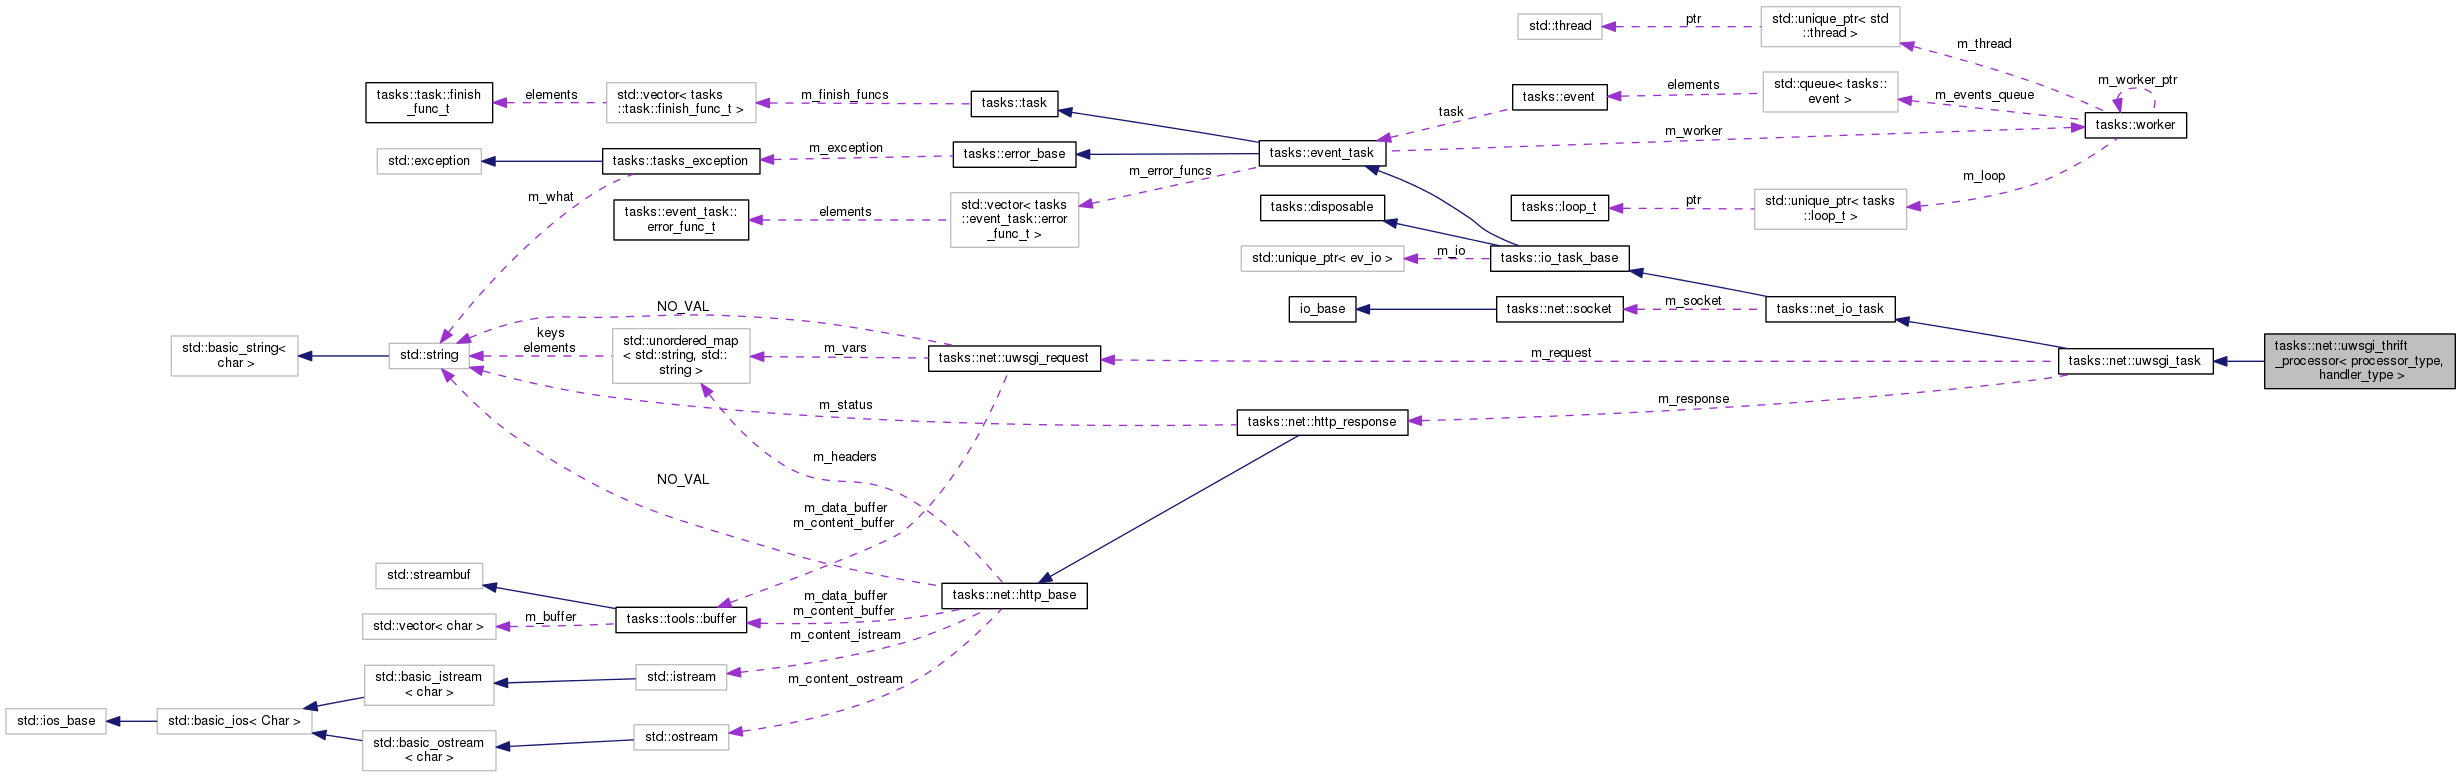 std::thread
ptr
std::unique_ptr< std
::thread >
m_thread
m_worker_ptr
tasks::task::finish
_func_t
elements
std::vector< tasks
::task::finish_func_t >
m_finish_funcs
tasks::task
tasks::event
elements
std::queue< tasks::
event >
m_events_queue
tasks::worker
task
m_worker
std::exception
tasks::tasks_exception
m_exception
tasks::error_base
tasks::event_task
m_error_funcs
m_what
tasks::event_task::
error_func_t
elements
std::vector< tasks
::event_task::error
_func_t >
tasks::disposable
tasks::loop_t
ptr
std::unique_ptr< tasks
::loop_t >
m_loop
std::unique_ptr< ev_io >
m_io
tasks::io_task_base
io_base
tasks::net::socket
m_socket
tasks::net_io_task
NO_VAL
std::basic_string<
char >
std::string
keys
elements
std::unordered_map
< std::string, std::
string >
m_vars
tasks::net::uwsgi_request
m_request
tasks::net::uwsgi_task
tasks::net::uwsgi_thrift
_processor< processor_type,
handler_type >
m_status
tasks::net::http_response
m_response
m_headers
NO_VAL
m_data_buffer
m_content_buffer
std::streambuf
std::vector< char >
m_buffer
tasks::tools::buffer
m_data_buffer
m_content_buffer
tasks::net::http_base
m_content_istream
std::basic_istream
< char >
std::istream
m_content_ostream
std::ios_base
std::basic_ios< Char >
std::basic_ostream
< char >
std::ostream